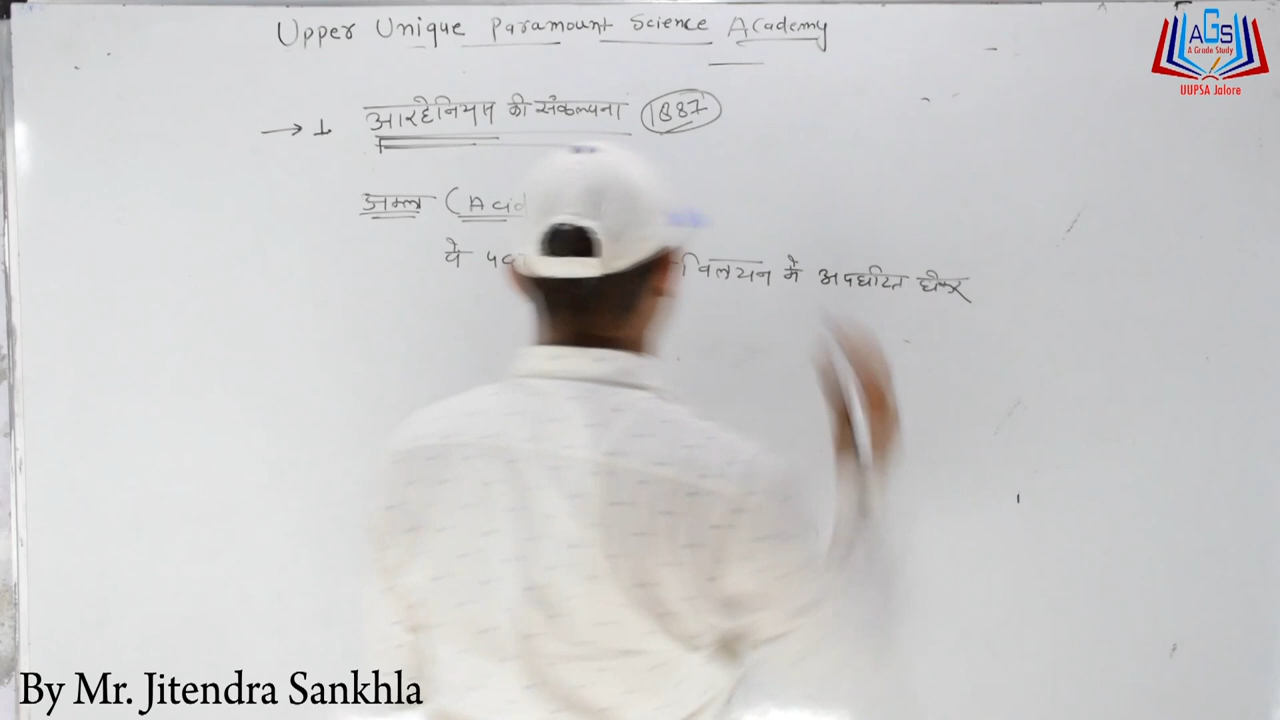 Upper Unique Paramount Science Academy
AGS
A Grade Study
UUPSA Jalore
→ 1. आरहेनियस की संकल्पना (1887)
अम्ल (Acid
ये
विलयन में अपघटित होकर
By Mr. Jitendra Sankhla